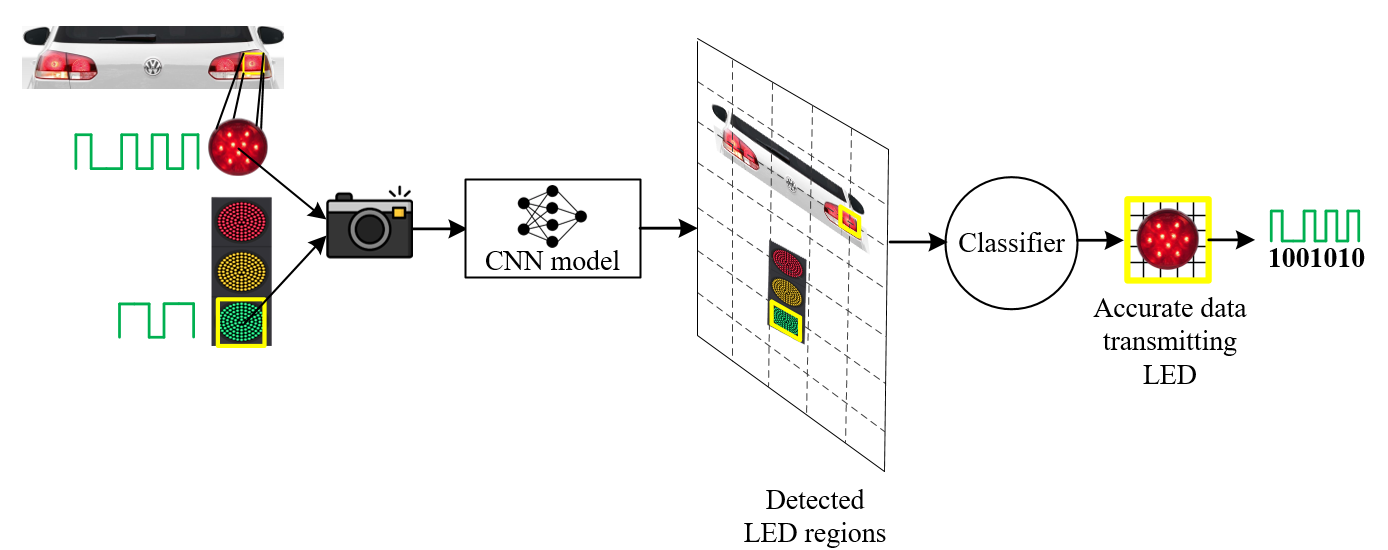 CNN model
Detected
LED regions
Classifier
Accurate data
transmitting
LED
1001010